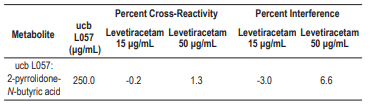 Metabolite ucb L057 (µg/mL) Percent Cross-Reactivity Percent Interference
Levetiracetam 15 µg/mL Levetiracetam 50 µg/mL Levetiracetam 15 µg/mL Levetiracetam 50 µg/mL
ucb L057:
2-pyrrolidone- 250.0 -0.2 1.3 -3.0 6.6
N-butyric acid